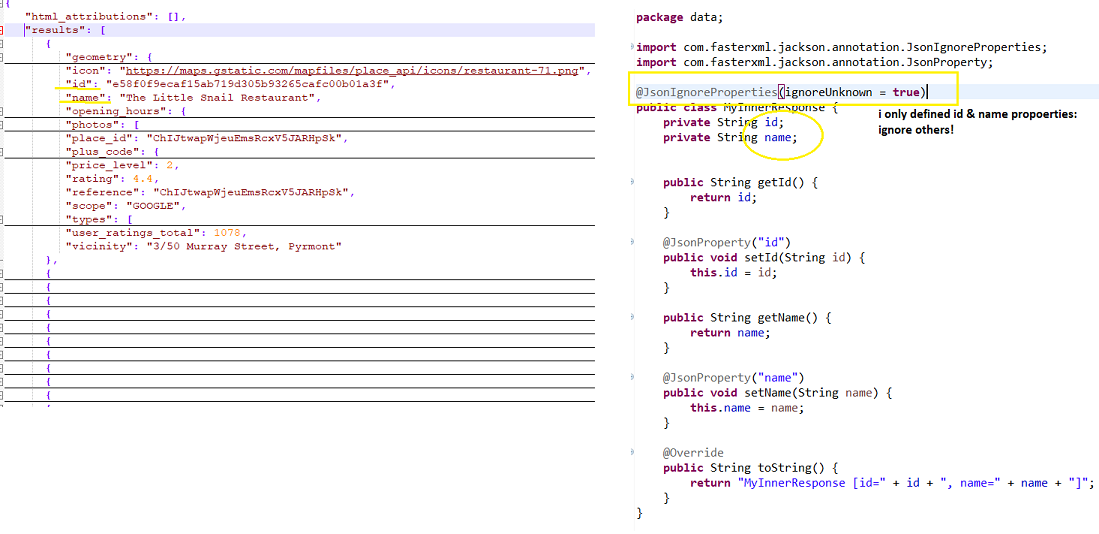 {
"html_attributions": [],
"results": [
{
"geometry": {
"icon": "https://maps.gstatic.com/mapfiles/place_api/icons/restaurant-71.png",
"id": "e58f0f9ecaf15ab719d305b93265cafc00b01a3f",
"name": "The Little Snail Restaurant",
"opening_hours": {
"photos": [
"place_id": "ChIJtwapWjeuEmsRcxV5JARHpSk",
"plus_code": {
"price_level": 2,
"rating": 4.4,
"reference": "ChIJtwapWjeuEmsRcxV5JARHpSk",
"scope": "GOOGLE",
"types": [
"user_ratings_total": 1078,
"vicinity": "3/50 Murray Street, Pyrmont"
},
{
{
{
{
{
{
{
{
{
{
package data;
import com.fasterxml.jackson.annotation.JsonIgnoreProperties;
import com.fasterxml.jackson.annotation.JsonProperty;
@JsonIgnoreProperties(ignoreUnknown = true)
public class MyInnerResponse {
private String id;
private String name;
i only defined id & name propoerties:
ignore others!
public String getId() {
return id;
}
@JsonProperty("id")
public void setId(String id) {
this.id = id;
}
public String getName() {
return name;
}
@JsonProperty("name")
public void setName(String name) {
this.name = name;
}
@Override
public String toString() {
return "MyInnerResponse [id=" + id + ", name=" + name + "]";
}
}